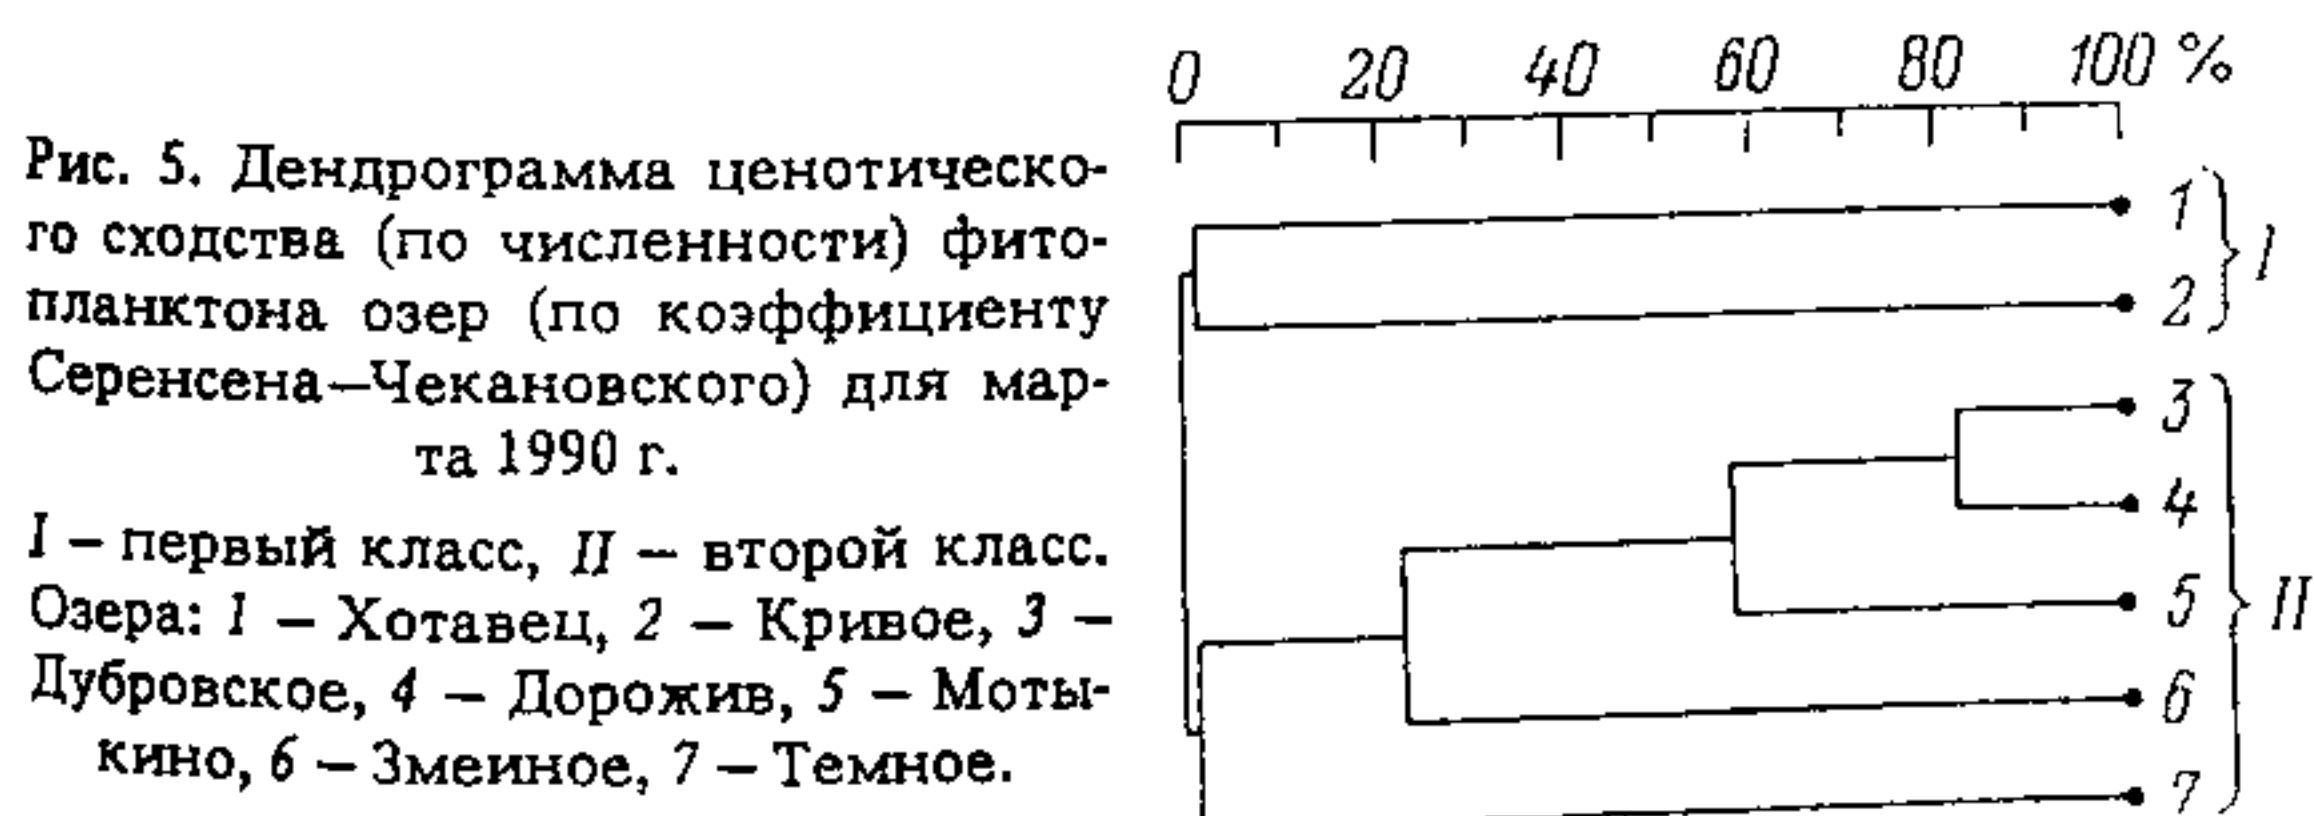 Рис. 5. Дендрограмма ценотическо-
го сходства (по численности) фито-
планктона озер (по коэффициенту
Серенсена—Чекановского) для мар-
та 1990 г.
I — первый класс, II — второй класс.
Озера: 1 — Хотавец, 2 — Кривое, 3 —
Дубровское, 4 — Дорожив, 5 — Моты-
кино, 6 — Змеиное, 7 — Темное.
0 20 40 60 80 100 %
1
2
I
3
4
5
6
7
II